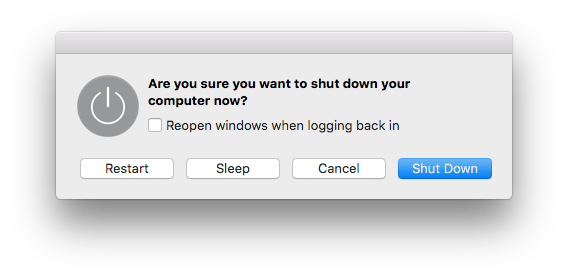 Are you sure you want to shut down your
computer now?
Reopen windows when logging back in
Restart
Sleep
Cancel
Shut Down